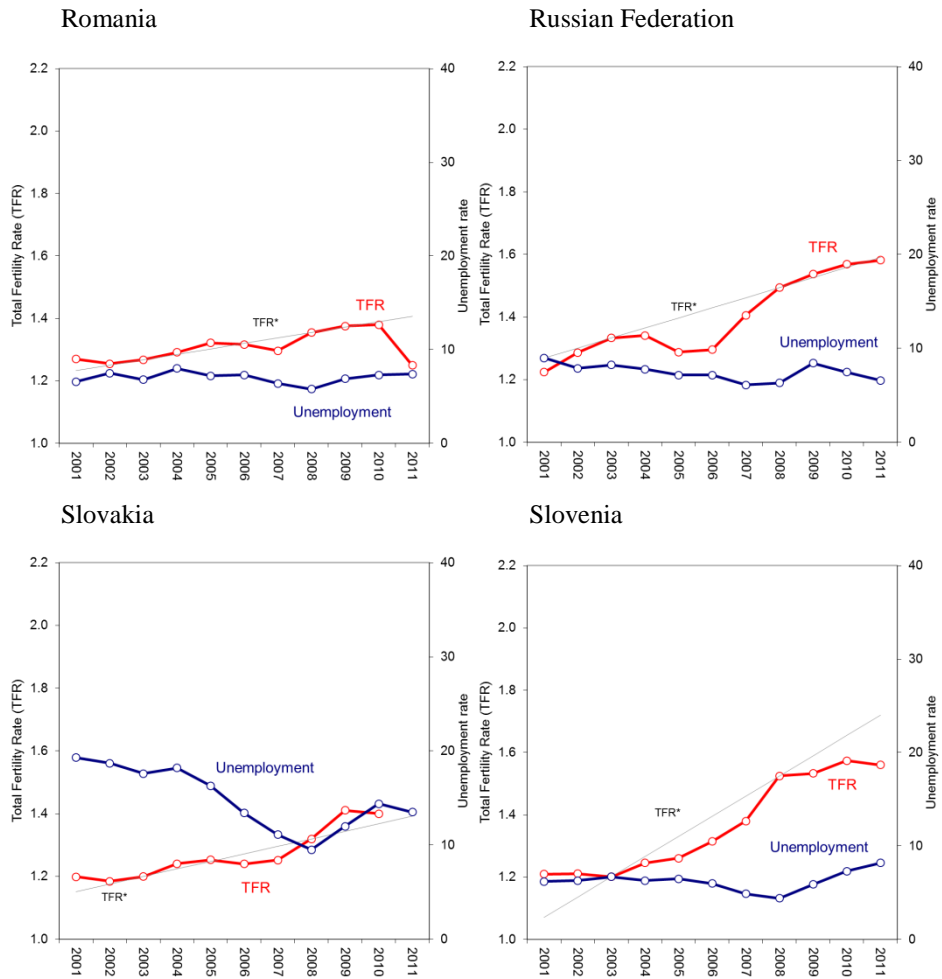 Romania
Total Fertility Rate (TFR)
2.2
2.0
1.8
1.6
1.4
1.2
1.0
TFR*
TFR
Unemployment
40
30
20
10
0
Unemployment rate
2001 2002 2003 2004 2005 2006 2007 2008 2009 2010 2011
Russian Federation
Total Fertility Rate (TFR)
2.2
2.0
1.8
1.6
1.4
1.2
1.0
TFR
TFR*
Unemployment
40
30
20
10
0
Unemployment rate
2001 2002 2003 2004 2005 2006 2007 2008 2009 2010 2011
Slovakia
Total Fertility Rate (TFR)
2.2
2.0
1.8
1.6
1.4
1.2
1.0
Unemployment
TFR*
TFR
40
30
20
10
0
Unemployment rate
2001 2002 2003 2004 2005 2006 2007 2008 2009 2010 2011
Slovenia
Total Fertility Rate (TFR)
2.2
2.0
1.8
1.6
1.4
1.2
1.0
TFR*
TFR
Unemployment
40
30
20
10
0
Unemployment rate
2001 2002 2003 2004 2005 2006 2007 2008 2009 2010 2011